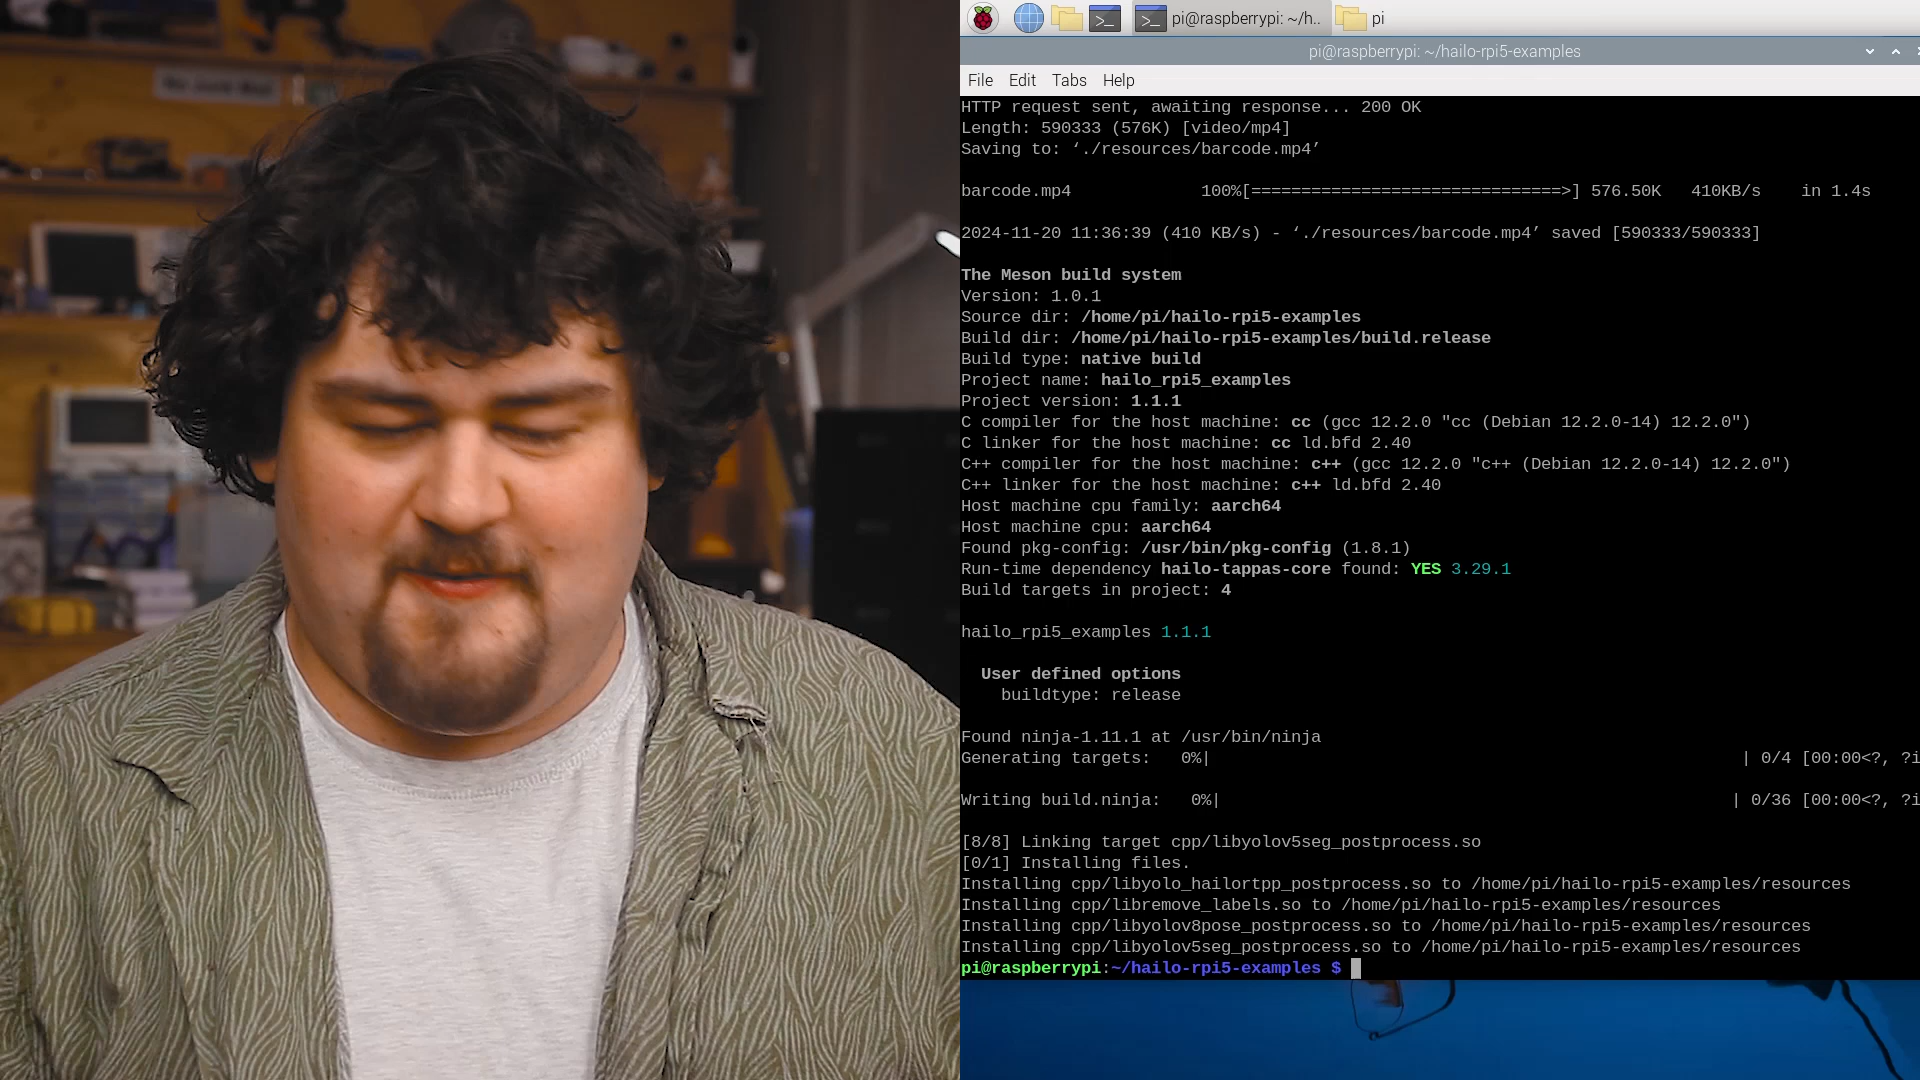 pi@raspberrypi: ~/h..
pi
pi@raspberrypi: ~/hailo-rpi5-examples
File Edit Tabs Help
HTTP request sent, awaiting response... 200 OK
Length: 590333 (576K) [video/mp4]
Saving to: ‘./resources/barcode.mp4’
barcode.mp4 100%[===============================>] 576.50K 410KB/s in 1.4s
2024-11-20 11:36:39 (410 KB/s) - ‘./resources/barcode.mp4’ saved [590333/590333]
The Meson build system
Version: 1.0.1
Source dir: /home/pi/hailo-rpi5-examples
Build dir: /home/pi/hailo-rpi5-examples/build.release
Build type: native build
Project name: hailo_rpi5_examples
Project version: 1.1.1
C compiler for the host machine: cc (gcc 12.2.0 "cc (Debian 12.2.0-14) 12.2.0")
C linker for the host machine: cc ld.bfd 2.40
C++ compiler for the host machine: c++ (gcc 12.2.0 "c++ (Debian 12.2.0-14) 12.2.0")
C++ linker for the host machine: c++ ld.bfd 2.40
Host machine cpu family: aarch64
Host machine cpu: aarch64
Found pkg-config: /usr/bin/pkg-config (1.8.1)
Run-time dependency hailo-tappas-core found: YES 3.29.1
Build targets in project: 4
hailo_rpi5_examples 1.1.1
User defined options
buildtype: release
Found ninja-1.11.1 at /usr/bin/ninja
Generating targets: 0%| | 0/4 [00:00<?, ?i
Writing build.ninja: 0%| | 0/36 [00:00<?, ?i
[8/8] Linking target cpp/libyolov5seg_postprocess.so
[0/1] Installing files.
Installing cpp/libyolo_hailortpp_postprocess.so to /home/pi/hailo-rpi5-examples/resources
Installing cpp/libremove_labels.so to /home/pi/hailo-rpi5-examples/resources
Installing cpp/libyolov8pose_postprocess.so to /home/pi/hailo-rpi5-examples/resources
Installing cpp/libyolov5seg_postprocess.so to /home/pi/hailo-rpi5-examples/resources
pi@raspberrypi:~/hailo-rpi5-examples $